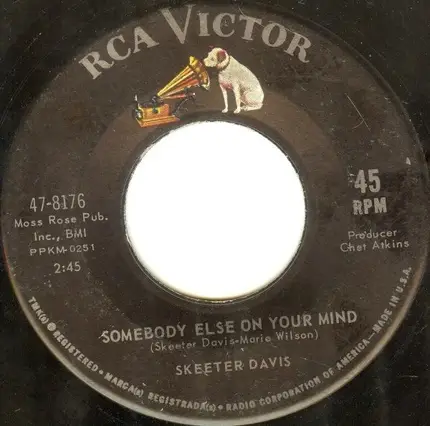 RCA VICTOR
47-8176
Moss Rose Pub.
Inc., BMI
PPKM-0251
2:45
45
RPM
Producer
Chet Atkins
SOMEBODY ELSE ON YOUR MIND
(Skeeter Davis-Marie Wilson)
SKEETER DAVIS
TMK(s) ® REGISTERED • MARCA(s) REGISTRADA(s) • RADIO CORPORATION OF AMERICA—MADE IN U.S.A.